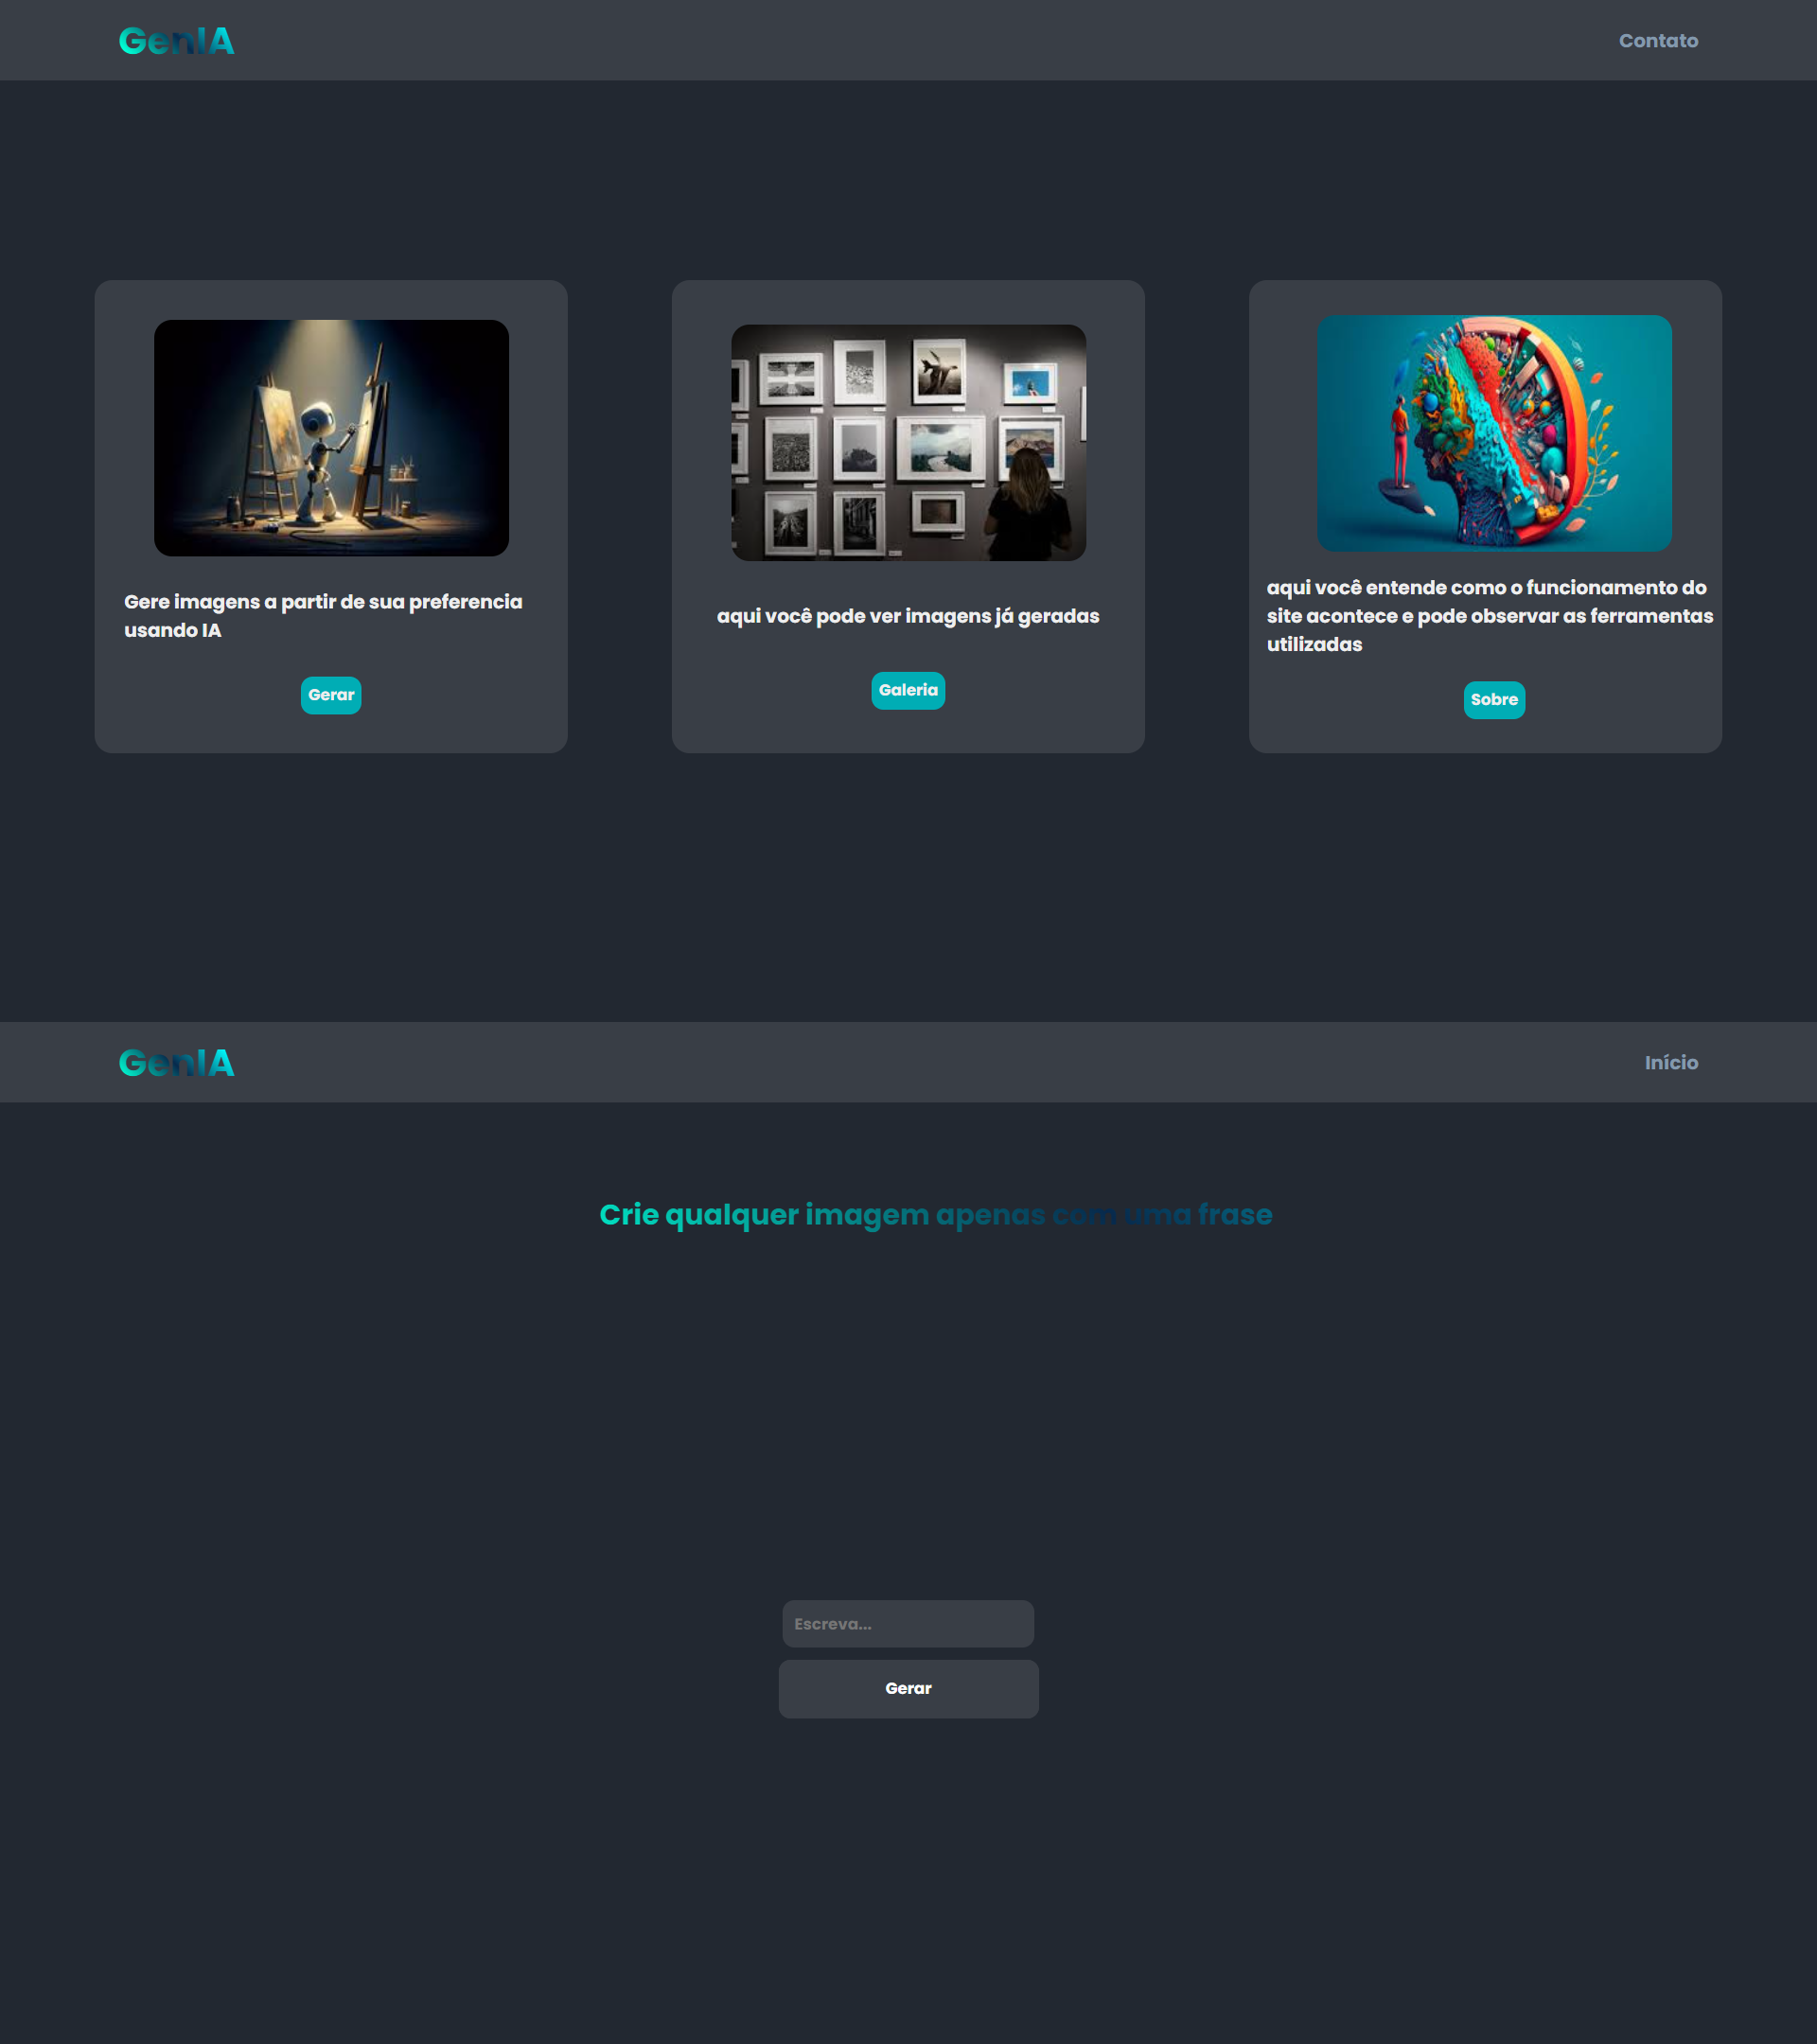 GenIA
Contato
Gere imagens a partir de sua preferencia
usando IA
Gerar
aqui você pode ver imagens já geradas
Galeria
aqui você entende como o funcionamento do
site acontece e pode observar as ferramentas
utilizadas
Sobre
GenIA
Início
Crie qualquer imagem apenas com uma frase
Escreva...
Gerar